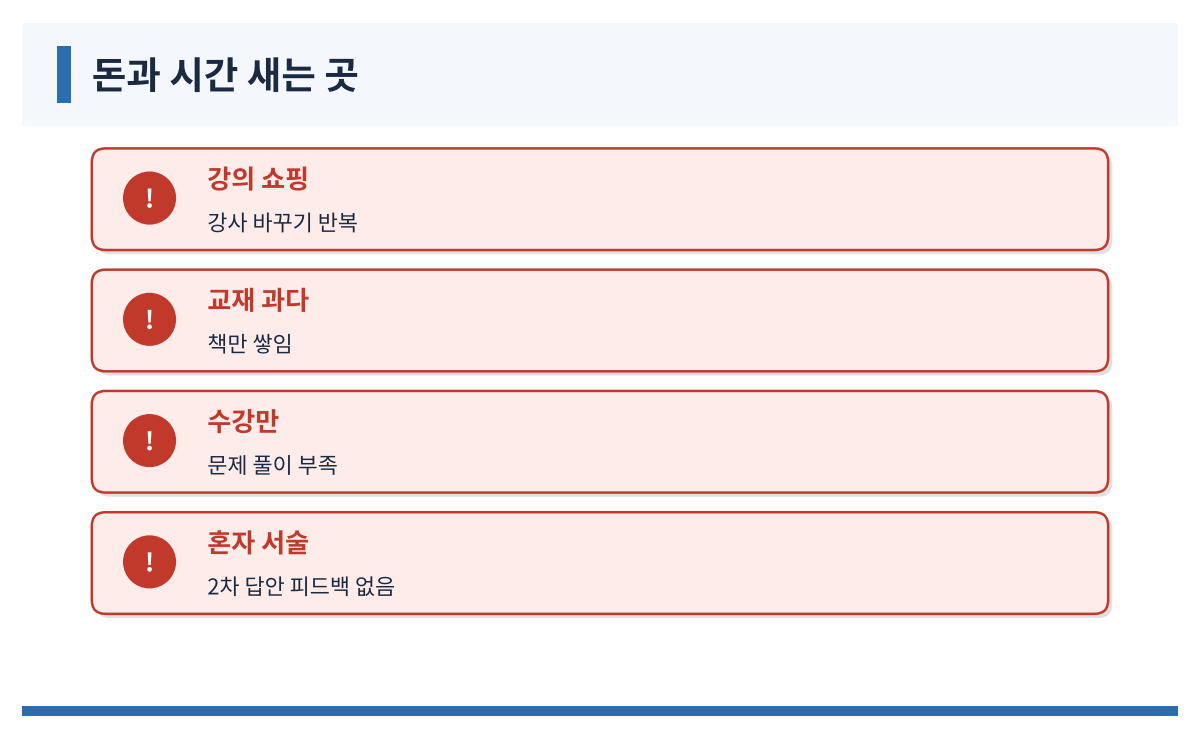 돈과 시간 새는 곳
!
강의 쇼핑
강사 바꾸기 반복
!
교재 과다
책만 쌓임
!
수강만
문제 풀이 부족
!
혼자 서술
2차 답안 피드백 없음